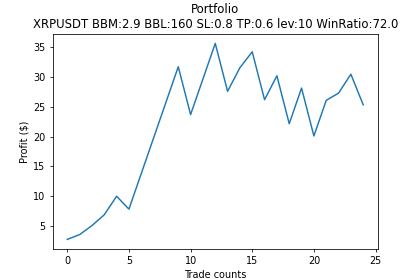 Portfolio
XRPUSDT BBM:2.9 BBL:160 SL:0.8 TP:0.6 lev:10 WinRatio:72.0
35
30
25
20
15
10
5
Profit ($)
0 5 10 15 20 25
Trade counts